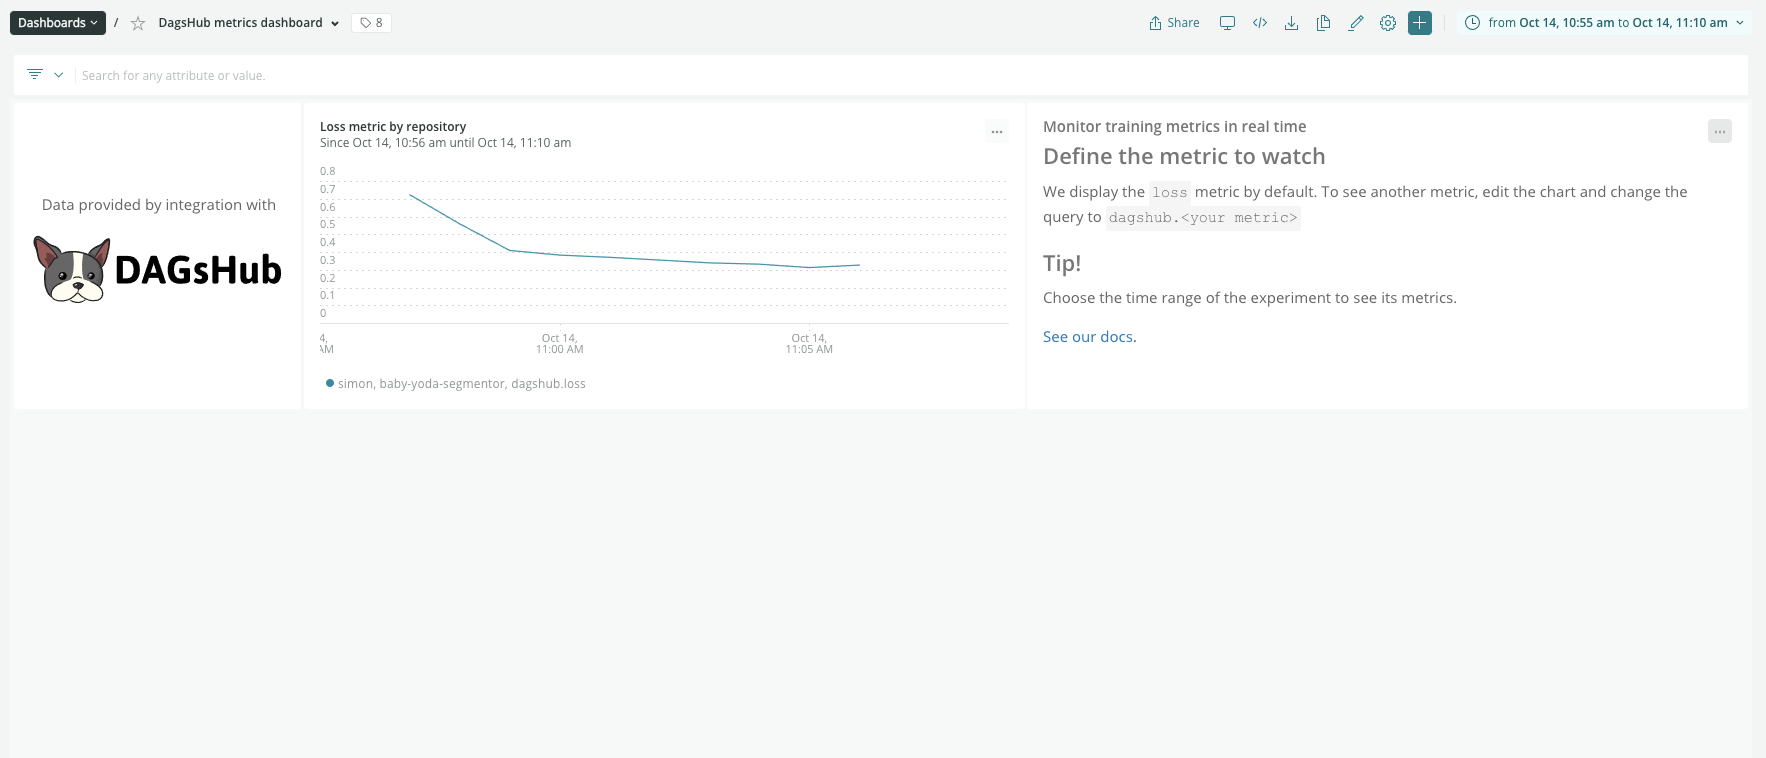 Dashboards / DagsHub metrics dashboard 8 Share from Oct 14, 10:55 am to Oct 14, 11:10 am
Search for any attribute or value.
Data provided by integration with
DAGsHub
Loss metric by repository
Since Oct 14, 10:56 am until Oct 14, 11:10 am
...
0.8
0.7
0.6
0.5
0.4
0.3
0.2
0.1
0
4,
AM
Oct 14,
11:00 AM
Oct 14,
11:05 AM
simon, baby-yoda-segmentor, dagshub.loss
Monitor training metrics in real time
...
Define the metric to watch
We display the loss metric by default. To see another metric, edit the chart and change the
query to dagshub.<your metric>
Tip!
Choose the time range of the experiment to see its metrics.
See our docs.